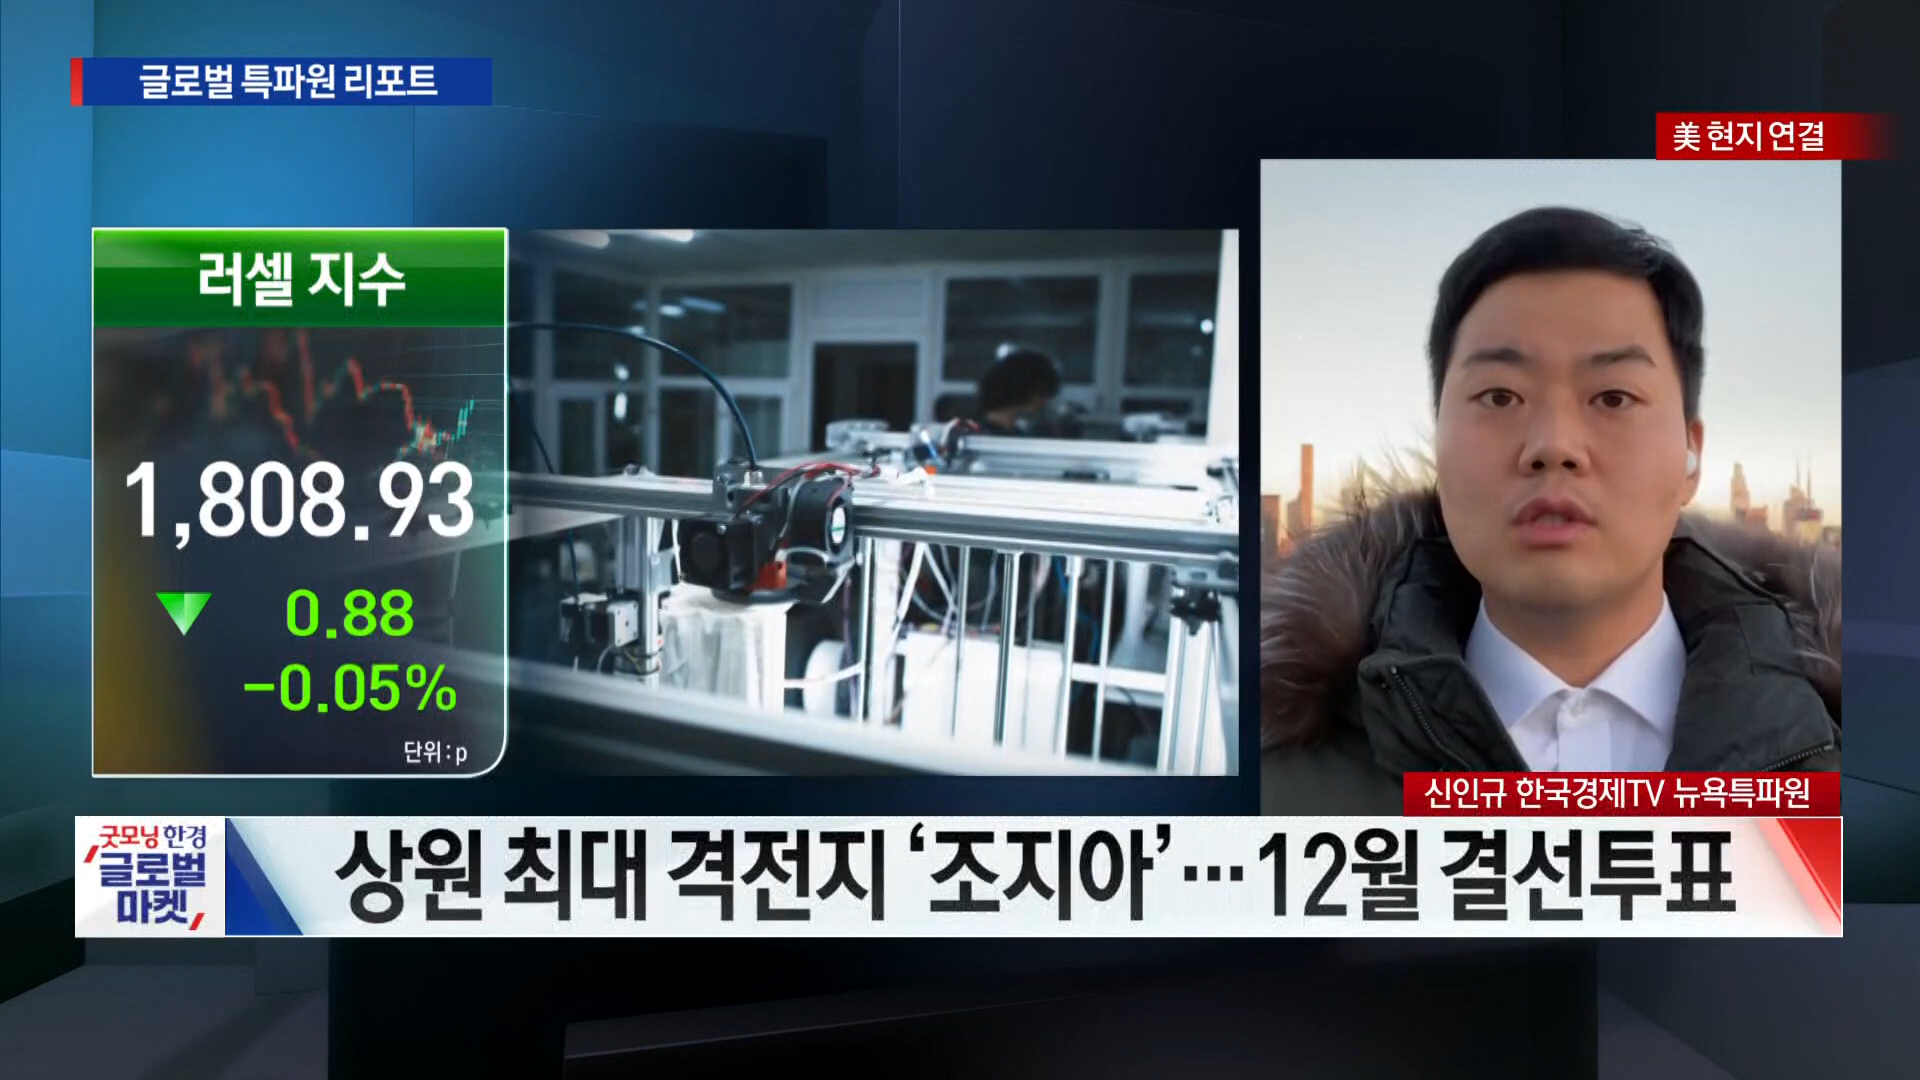 글로벌 특파원 리포트
美 현지 연결
러셀 지수
1,808.93
▼ 0.88
-0.05%
단위:p
신인규 한국경제TV 뉴욕특파원
굿모닝 한경
글로벌
마켓
상원 최대 격전지 ‘조지아’…12월 결선투표